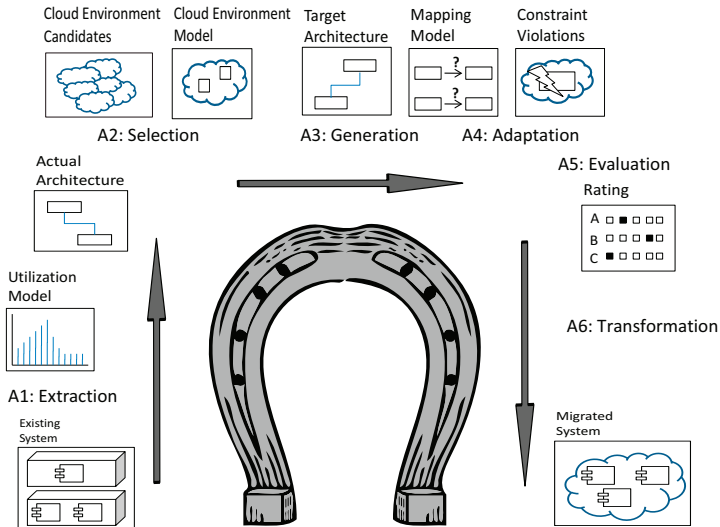 Cloud Environment
Candidates
Cloud Environment
Model
Target
Architecture
Mapping
Model
Constraint
Violations
?
?
A2: Selection
A3: Generation
A4: Adaptation
Actual
Architecture
A5: Evaluation
Rating
A
B
C
Utilization
Model
A6: Transformation
A1: Extraction
Existing
System
Migrated
System